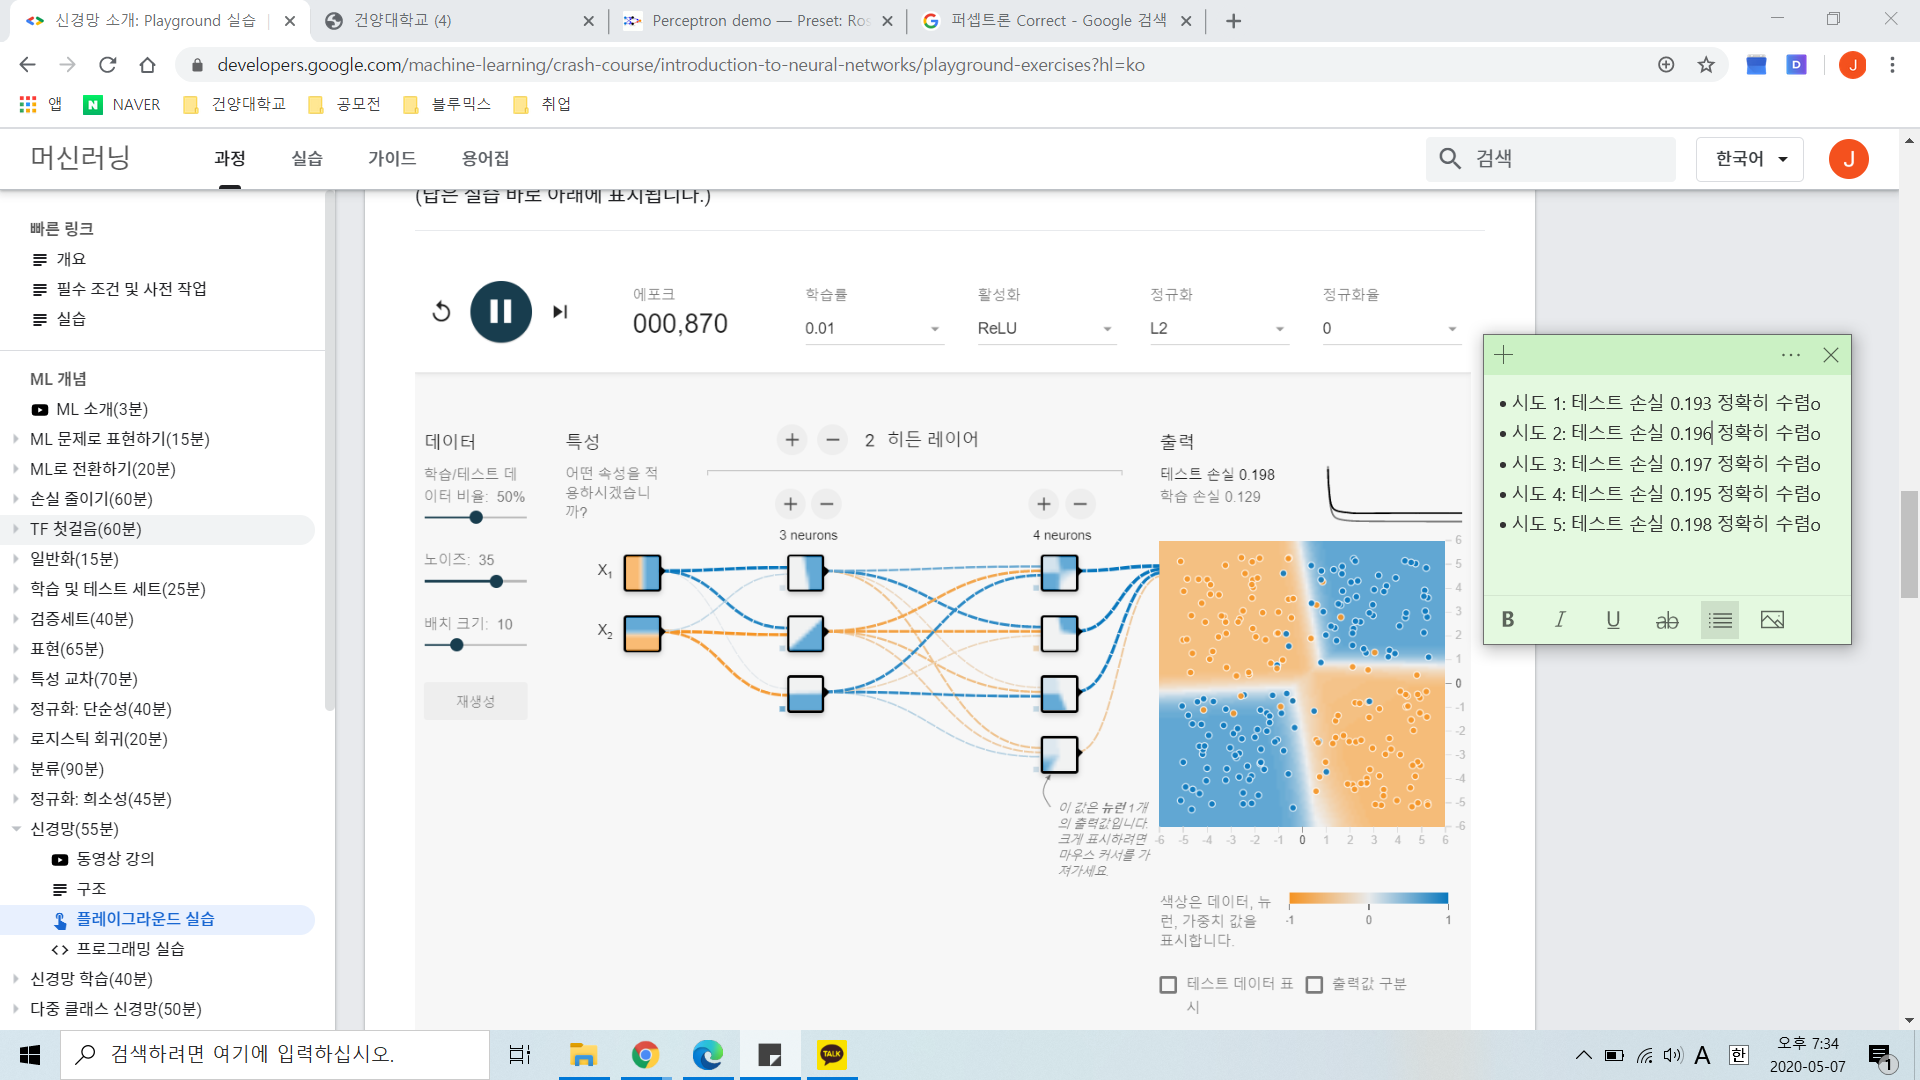 신경망 소개: Playground 실습
건양대학교 (4)
Perceptron demo — Preset: Ros
퍼셉트론 Correct - Google 검색
developers.google.com/machine-learning/crash-course/introduction-to-neural-networks/playground-exercises?hl=ko
앱
NAVER
건양대학교
공모전
블루믹스
취업
머신러닝
과정
실습
가이드
용어집
검색
한국어
J
(답은 실습 바로 아래에 표시됩니다.)
빠른 링크
개요
필수 조건 및 사전 작업
실습
ML 개념
ML 소개(3분)
ML 문제로 표현하기(15분)
ML로 전환하기(20분)
손실 줄이기(60분)
TF 첫걸음(60분)
일반화(15분)
학습 및 테스트 세트(25분)
검증세트(40분)
표현(65분)
특성 교차(70분)
정규화: 단순성(40분)
로지스틱 회귀(20분)
분류(90분)
정규화: 희소성(45분)
신경망(55분)
동영상 강의
구조
플레이그라운드 실습
프로그래밍 실습
신경망 학습(40분)
다중 클래스 신경망(50분)
에포크
000,870
학습률
0.01
활성화
ReLU
정규화
L2
정규화율
0
데이터
학습/테스트 데
이터 비율: 50%
노이즈: 35
배치 크기: 10
재생성
특성
어떤 속성을 적
용하시겠습니
까?
X1
X2
2 히든 레이어
3 neurons
4 neurons
이 값은 뉴런 1개
의 출력값입니다.
크게 표시하려면
마우스 커서를 가
져가세요.
출력
테스트 손실 0.198
학습 손실 0.129
6
5
4
3
2
1
0
-1
-2
-3
-4
-5
-6
-6 -5 -4 -3 -2 -1 0 1 2 3 4 5 6
색상은 데이터, 뉴
런, 가중치 값을
표시합니다.
-1 0 1
테스트 데이터 표
시
출력값 구분
• 시도 1: 테스트 손실 0.193 정확히 수렴o
• 시도 2: 테스트 손실 0.196 정확히 수렴o
• 시도 3: 테스트 손실 0.197 정확히 수렴o
• 시도 4: 테스트 손실 0.195 정확히 수렴o
• 시도 5: 테스트 손실 0.198 정확히 수렴o
B I U ab
검색하려면 여기에 입력하십시오.
TALK
A
한
오후 7:34
2020-05-07
1